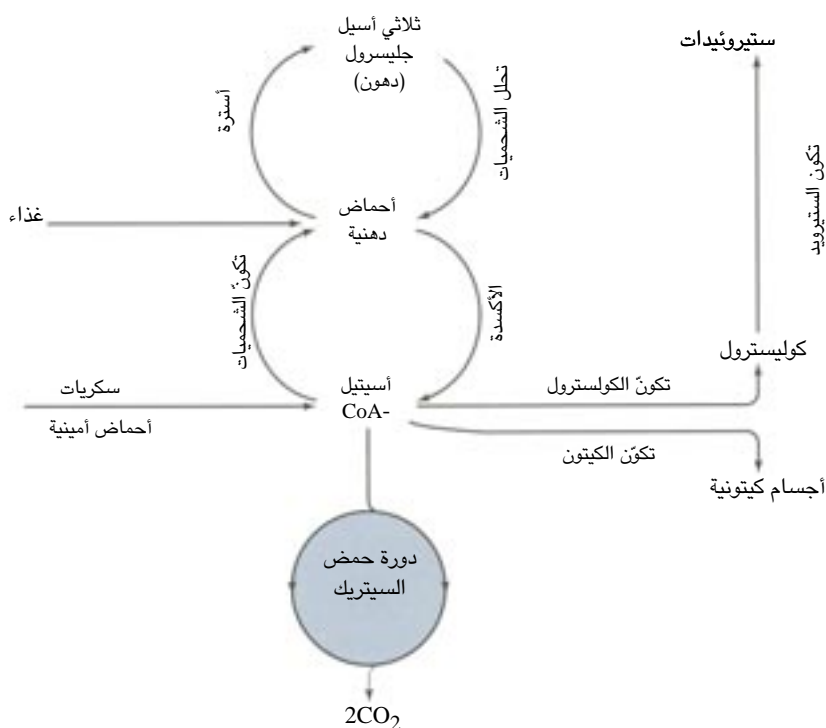 ثلاثي أسيل
جليسرول
(دهون)
ستيروئيدات
أسترة
تحلل الشحميات
تكون الستيرويد
غذاء
أحماض
دهنية
تكونّ الشحميات
الأكسدة
كوليسترول
سكريات
أحماض أمينية
أسيتيل
CoA-
تكونّ الكولسترول
تكوّن الكيتون
أجسام كيتونية
دورة حمض
السيتريك
2CO2